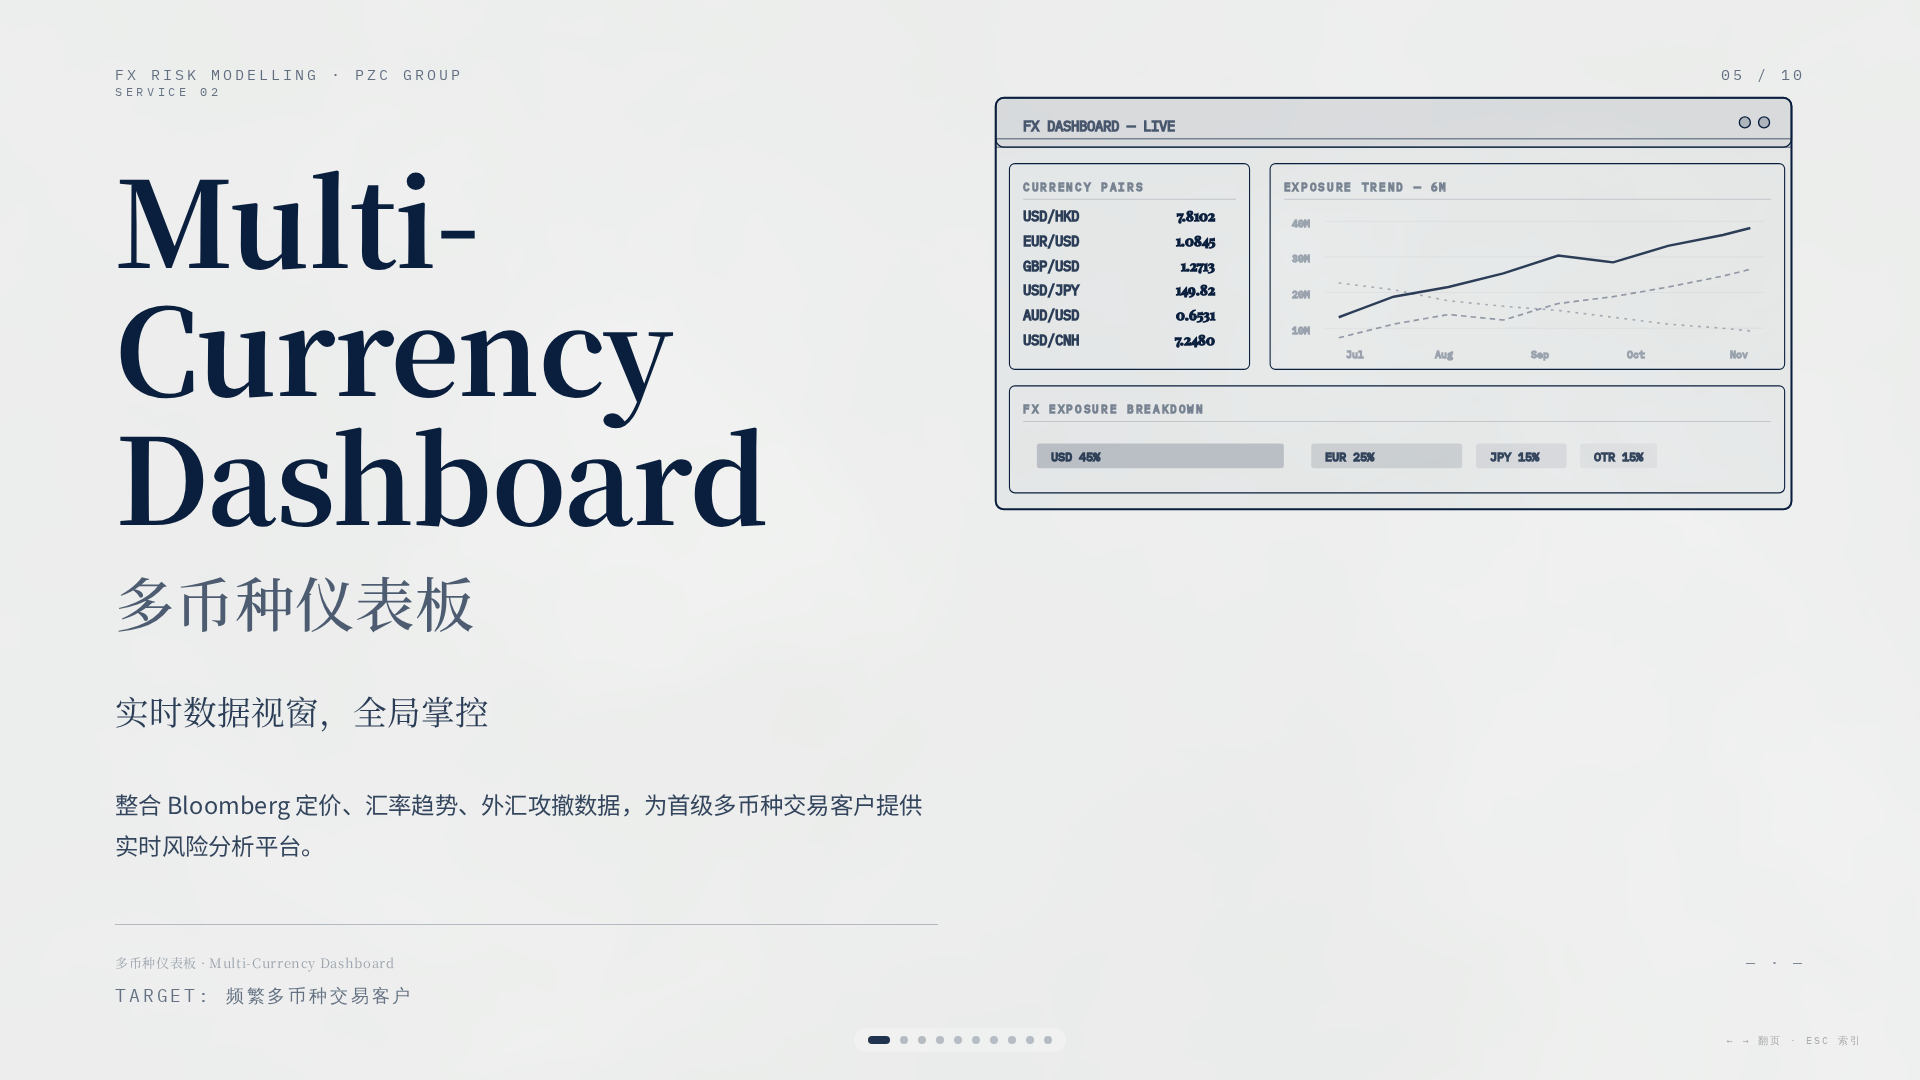 FX RISK MODELLING · PZC GROUP
SERVICE 02
05 / 10
Multi-
Currency
Dashboard
多币种仪表板
实时数据视窗，全局掌控
整合 Bloomberg 定价、汇率趋势、外汇攻撤数据，为首级多币种交易客户提供
实时风险分析平台。
FX DASHBOARD — LIVE
CURRENCY PAIRS
USD/HKD 7.8102
EUR/USD 1.0845
GBP/USD 1.2713
USD/JPY 149.82
AUD/USD 0.6531
USD/CNH 7.2480
EXPOSURE TREND — 6M
40M
30M
20M
10M
Jul Aug Sep Oct Nov
FX EXPOSURE BREAKDOWN
USD 45% EUR 25% JPY 15% OTR 15%
多币种仪表板 · Multi-Currency Dashboard
TARGET: 频繁多币种交易客户
— · —
← → 翻页 · ESC 索引